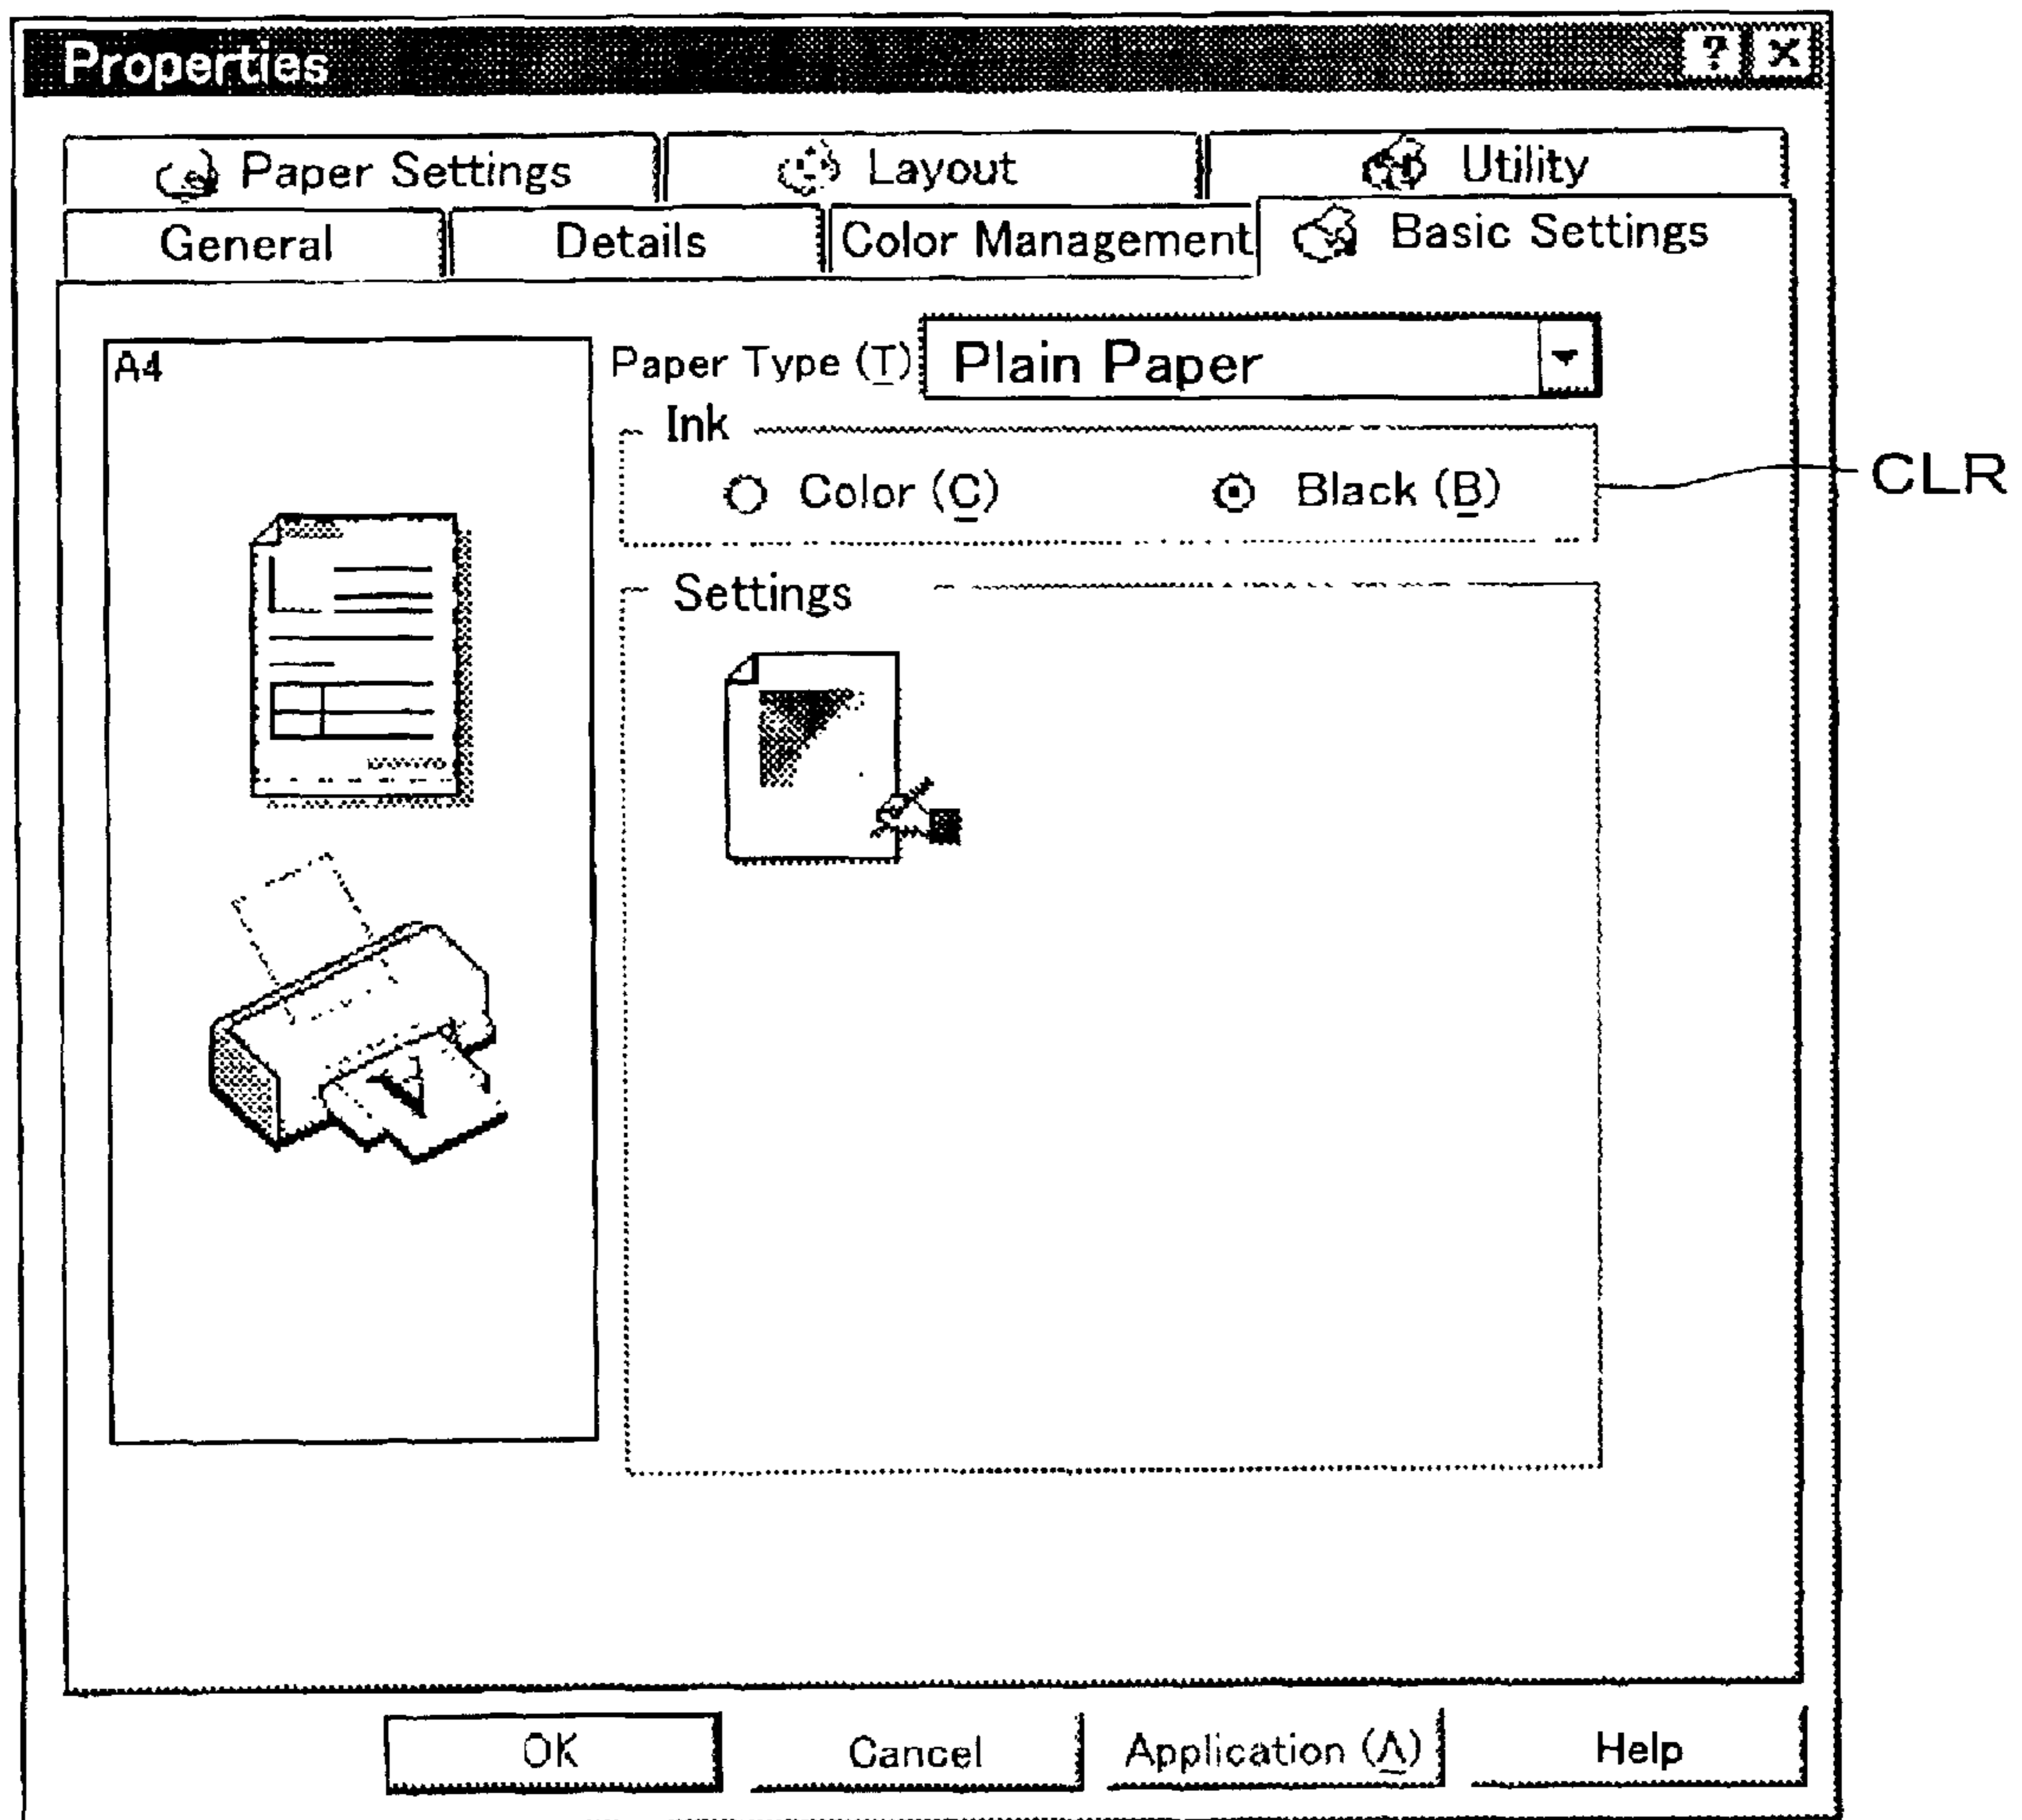 Properties ? ×
Paper Settings Layout Utility
General Details Color Management Basic Settings
A4
Paper Type (T) Plain Paper
Ink
Color (C) Black (B)
CLR
Settings
OK Cancel Application (A) Help